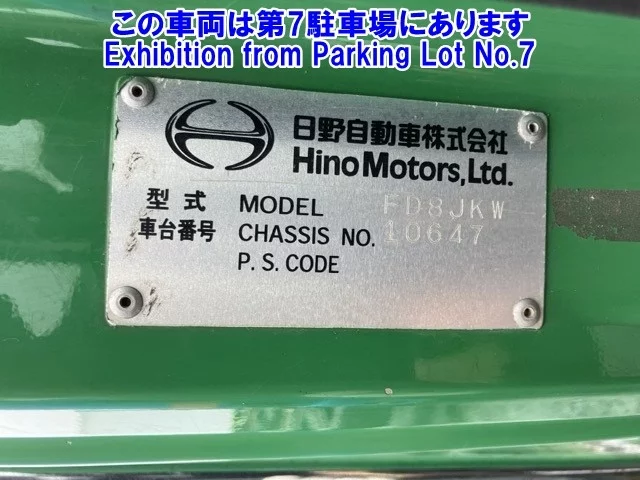 この車両は第7駐車場にあります
Exhibition from Parking Lot No.7
日野自動車株式会社
Hino Motors, Ltd.
型式 MODEL FD8JKW
車台番号 CHASSIS NO. 10647
P. S. CODE